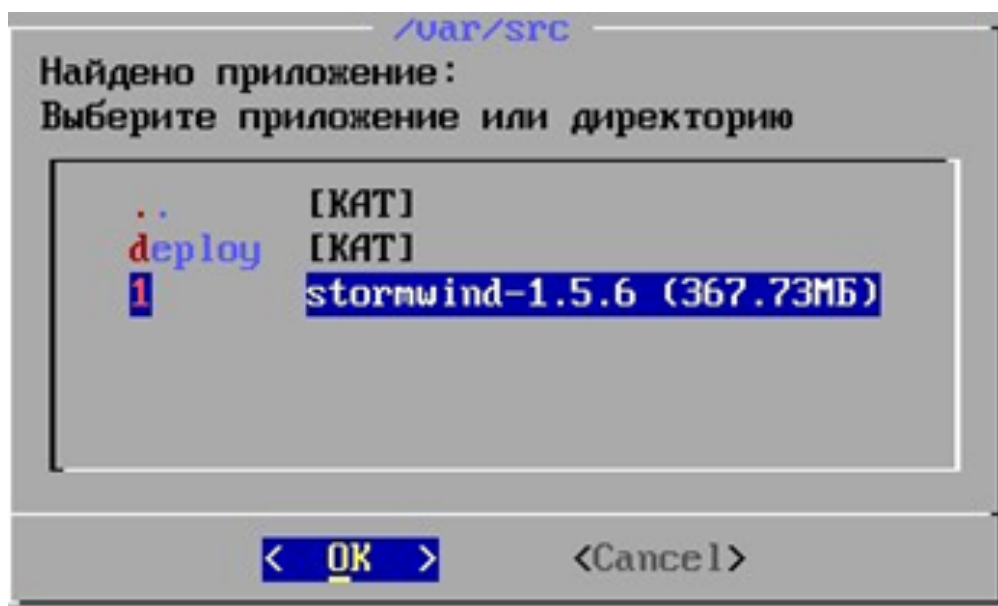 /var/src
Найдено приложение:
Выберите приложение или директорию
.. [КАТ]
deploy [КАТ]
1 stormwind-1.5.6 (367.73МБ)
< OK > <Cancel>